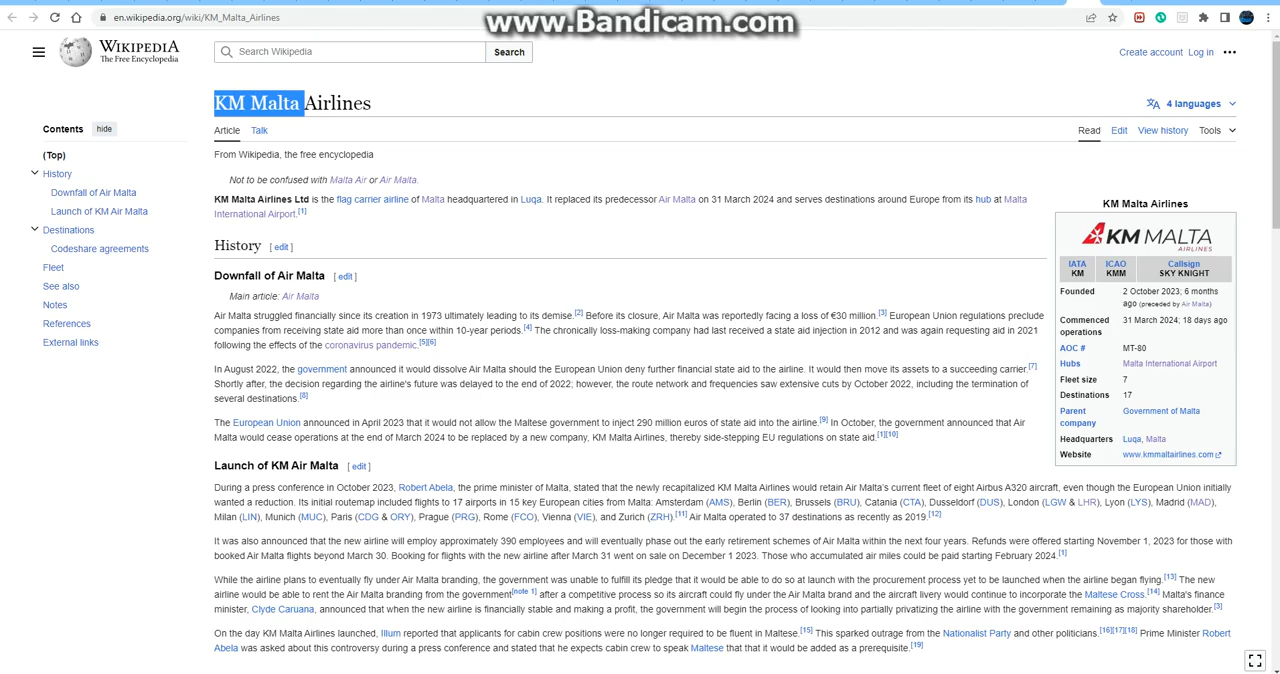 en.wikipedia.org/wiki/KM_Malta_Airlines
www.Bandicam.com
WIKIPEDIA
The Free Encyclopedia
Search Wikipedia
Search
Create account Log in
KM Malta Airlines
4 languages
Contents hide
(Top)
History
Downfall of Air Malta
Launch of KM Air Malta
Destinations
Codeshare agreements
Fleet
See also
Notes
References
External links
Article Talk
Read Edit View history Tools
From Wikipedia, the free encyclopedia
Not to be confused with Malta Air or Air Malta.
KM Malta Airlines Ltd is the flag carrier airline of Malta headquartered in Luqa. It replaced its predecessor Air Malta on 31 March 2024 and serves destinations around Europe from its hub at Malta
International Airport.[1]
History [ edit ]
Downfall of Air Malta [ edit ]
Main article: Air Malta
Air Malta struggled financially since its creation in 1973 ultimately leading to its demise.[2] Before its closure, Air Malta was reportedly facing a loss of €30 million.[3] European Union regulations preclude
companies from receiving state aid more than once within 10-year periods.[4] The chronically loss-making company had last received a state aid injection in 2012 and was again requesting aid in 2021
following the effects of the coronavirus pandemic.[5][6]
In August 2022, the government announced it would dissolve Air Malta should the European Union deny further financial state aid to the airline. It would then move its assets to a succeeding carrier.[7]
Shortly after, the decision regarding the airline's future was delayed to the end of 2022; however, the route network and frequencies saw extensive cuts by October 2022, including the termination of
several destinations.[8]
The European Union announced in April 2023 that it would not allow the Maltese government to inject 290 million euros of state aid into the airline.[9] In October, the government announced that Air
Malta would cease operations at the end of March 2024 to be replaced by a new company, KM Malta Airlines, thereby side-stepping EU regulations on state aid.[1][10]
Launch of KM Air Malta [ edit ]
During a press conference in October 2023, Robert Abela, the prime minister of Malta, stated that the newly recapitalized KM Malta Airlines would retain Air Malta's current fleet of eight Airbus A320 aircraft, even though the European Union initially
wanted a reduction. Its initial routemap included flights to 17 airports in 15 key European cities from Malta: Amsterdam (AMS), Berlin (BER), Brussels (BRU), Catania (CTA), Dusseldorf (DUS), London (LGW & LHR), Lyon (LYS), Madrid (MAD),
Milan (LIN), Munich (MUC), Paris (CDG & ORY), Prague (PRG), Rome (FCO), Vienna (VIE), and Zurich (ZRH).[11] Air Malta operated to 37 destinations as recently as 2019.[12]
It was also announced that the new airline will employ approximately 390 employees and will eventually phase out the early retirement schemes of Air Malta within the next four years. Refunds were offered starting November 1, 2023 for those with
booked Air Malta flights beyond March 30. Booking for flights with the new airline after March 31 went on sale on December 1 2023. Those who accumulated air miles could be paid starting February 2024.[1]
While the airline plans to eventually fly under Air Malta branding, the government was unable to fulfill its pledge that it would be able to do so at launch with the procurement process yet to be launched when the airline began flying.[13] The new
airline would be able to rent the Air Malta branding from the government[note 1] after a competitive process so its aircraft could fly under the Air Malta brand and the aircraft livery would continue to incorporate the Maltese Cross.[14] Malta's finance
minister, Clyde Caruana, announced that when the new airline is financially stable and making a profit, the government will begin the process of looking into partially privatizing the airline with the government remaining as majority shareholder.[3]
On the day KM Malta Airlines launched, Illum reported that applicants for cabin crew positions were no longer required to be fluent in Maltese.[15] This sparked outrage from the Nationalist Party and other politicians.[16][17][18] Prime Minister Robert
Abela was asked about this controversy during a press conference and stated that he expects cabin crew to speak Maltese that that it would be added as a prerequisite.[19]
KM Malta Airlines
KM MALTA
AIRLINES
IATA ICAO Callsign
KM KMM SKY KNIGHT
Founded 2 October 2023; 6 months
ago (preceded by Air Malta)
Commenced 31 March 2024; 18 days ago
operations
AOC # MT-80
Hubs Malta International Airport
Fleet size 7
Destinations 17
Parent Government of Malta
company
Headquarters Luqa, Malta
Website www.kmmaltairlines.com